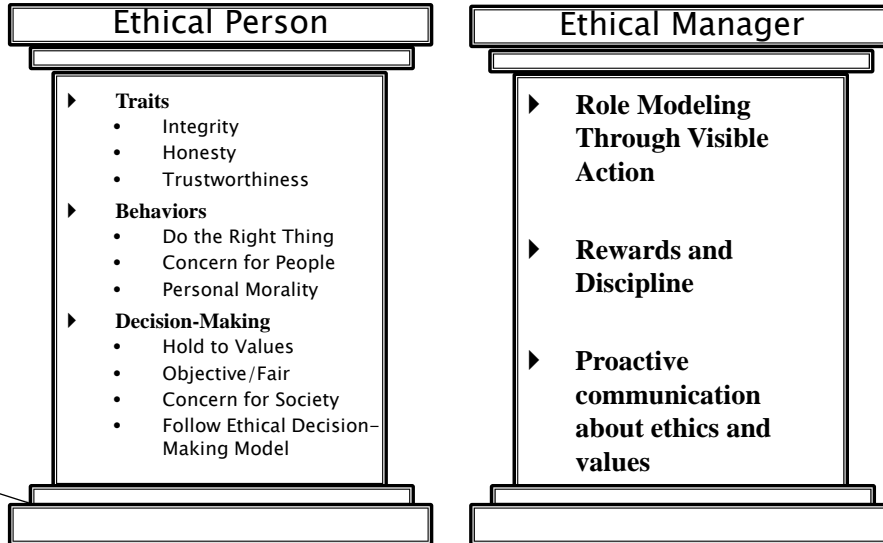 Ethical Person
▸ Traits
• Integrity
• Honesty
• Trustworthiness
▸ Behaviors
• Do the Right Thing
• Concern for People
• Personal Morality
▸ Decision-Making
• Hold to Values
• Objective/Fair
• Concern for Society
• Follow Ethical Decision-
Making Model
Ethical Manager
▸ Role Modeling
Through Visible
Action
▸ Rewards and
Discipline
▸ Proactive
communication
about ethics and
values